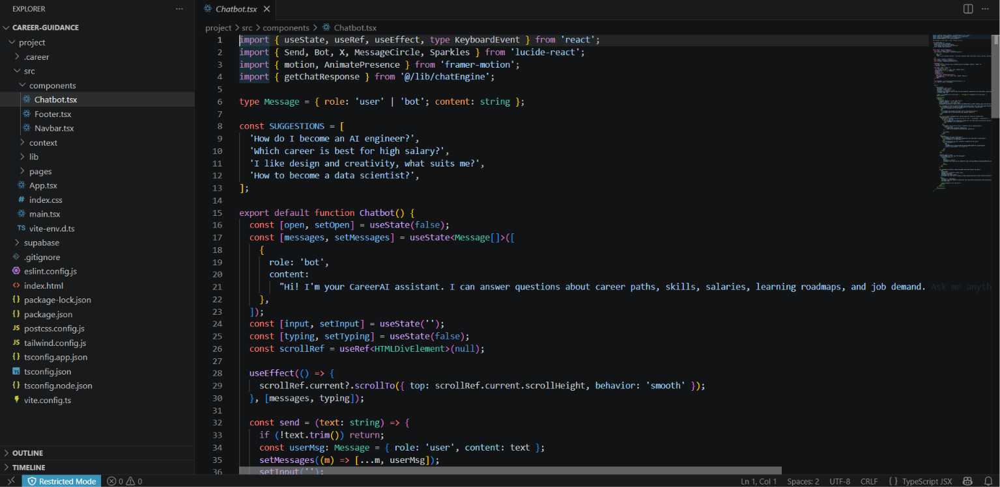 EXPLORER
CAREER-GUIDANCE
project
.career
src
components
Chatbot.tsx
Footer.tsx
Navbar.tsx
context
lib
pages
App.tsx
# index.css
main.tsx
TS vite-env.d.ts
supabase
.gitignore
eslint.config.js
<> index.html
{} package-lock.json
{} package.json
JS postcss.config.js
JS tailwind.config.js
{} tsconfig.app.json
TS tsconfig.json
{} tsconfig.node.json
vite.config.ts
OUTLINE
TIMELINE
Chatbot.tsx
project > src > components > Chatbot.tsx
1 import { useState, useRef, useEffect, type KeyboardEvent } from 'react';
2 import { Send, Bot, X, MessageCircle, Sparkles } from 'lucide-react';
3 import { motion, AnimatePresence } from 'framer-motion';
4 import { getChatResponse } from '@/lib/chatEngine';
5
6 type Message = { role: 'user' | 'bot'; content: string };
7
8 const SUGGESTIONS = [
9 'How do I become an AI engineer?',
10 'Which career is best for high salary?',
11 'I like design and creativity, what suits me?',
12 'How to become a data scientist?',
13 ];
14
15 export default function Chatbot() {
16 const [open, setOpen] = useState(false);
17 const [messages, setMessages] = useState<Message[]>([
18 {
19 role: 'bot',
20 content:
21 "Hi! I'm your CareerAI assistant. I can answer questions about career paths, skills, salaries, learning roadmaps, and job demand. Ask me anyth
22 },
23 ]);
24 const [input, setInput] = useState('');
25 const [typing, setTyping] = useState(false);
26 const scrollRef = useRef<HTMLDivElement>(null);
27
28 useEffect(() => {
29 scrollRef.current?.scrollTo({ top: scrollRef.current.scrollHeight, behavior: 'smooth' });
30 }, [messages, typing]);
31
32 const send = (text: string) => {
33 if (!text.trim()) return;
34 const userMsg: Message = { role: 'user', content: text };
35 setMessages((m) => [...m, userMsg]);
36 setInput('');
Restricted Mode 0 0
Ln 1, Col 1 Spaces: 2 UTF-8 CRLF {} TypeScript JSX